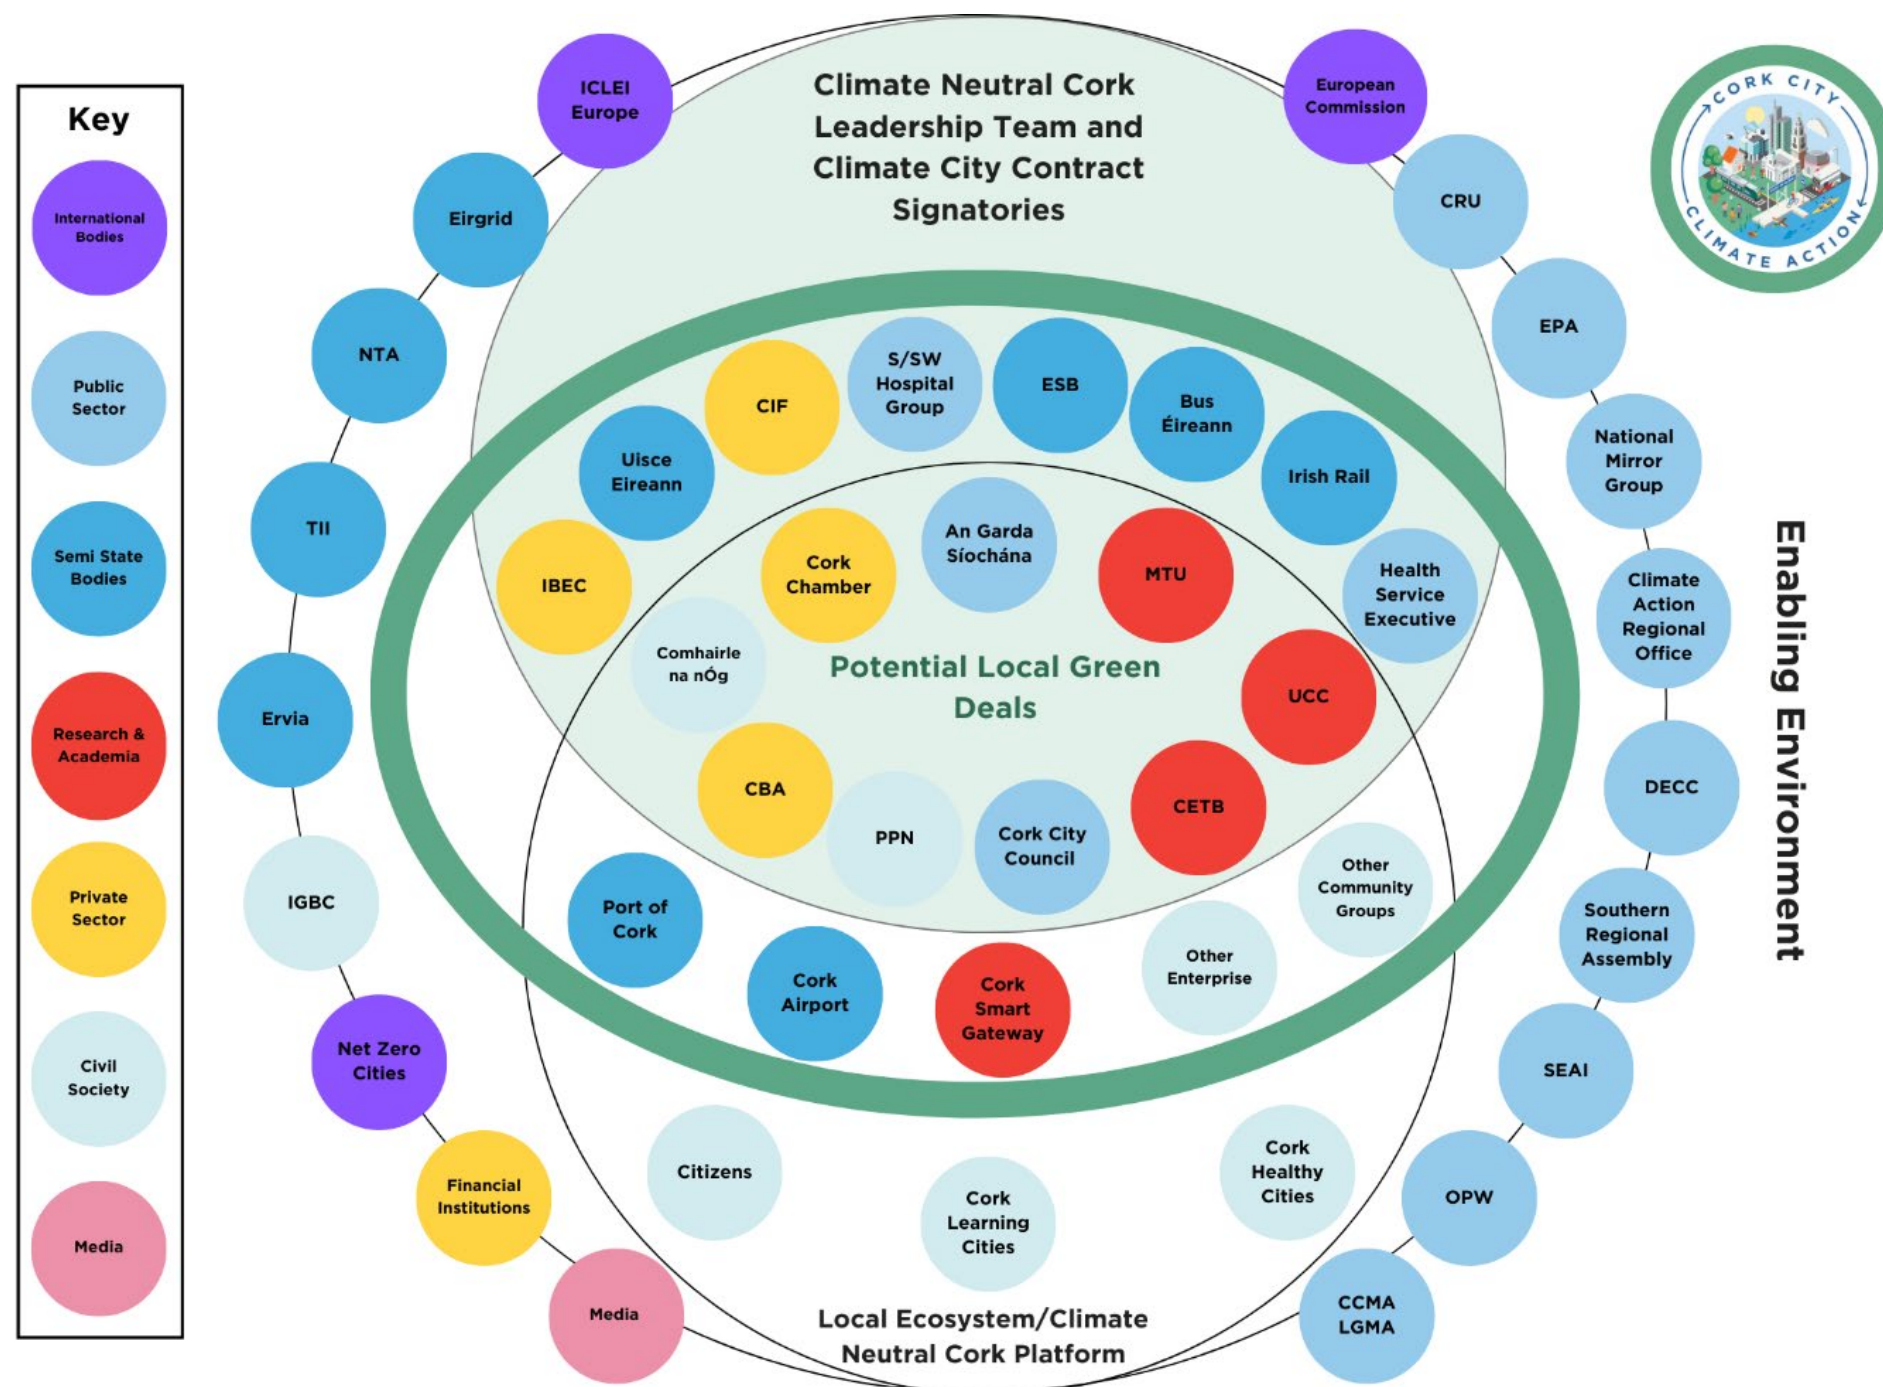 Key
International
Bodies
Public
Sector
Semi State
Bodies
Research &
Academia
Private
Sector
Civil
Society
Media
Climate Neutral Cork
Leadership Team and
Climate City Contract
Signatories
ICLEI
Europe
Eirgrid
NTA
TII
Ervia
IGBC
Net Zero
Cities
Financial
Institutions
Media
European
Commission
CRU
EPA
National
Mirror
Group
Climate
Action
Regional
Office
DECC
Southern
Regional
Assembly
SEAI
OPW
CCMA
LGMA
IBEC
Uisce
Eireann
CIF
S/SW
Hospital
Group
ESB
Bus
Éireann
Irish Rail
Health
Service
Executive
Comhairle
na nÓg
Cork
Chamber
An Garda
Síochána
MTU
UCC
Potential Local Green
Deals
CBA
PPN
Cork City
Council
CETB
Port of
Cork
Cork
Airport
Cork
Smart
Gateway
Other
Enterprise
Other
Community
Groups
Citizens
Cork
Learning
Cities
Cork
Healthy
Cities
Local Ecosystem/Climate
Neutral Cork Platform
Enabling Environment
CORK CITY
CLIMATE ACTION